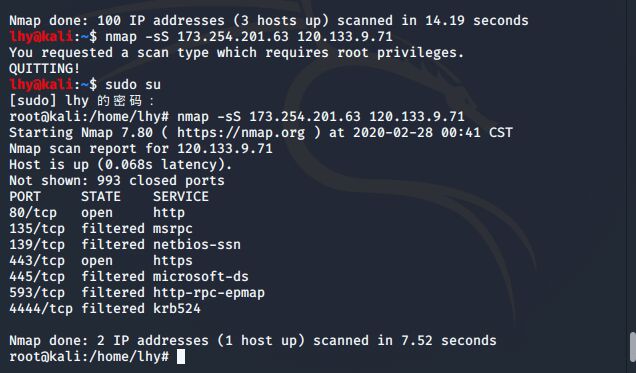 Nmap done: 100 IP addresses (3 hosts up) scanned in 14.19 seconds
lhy@kali:~$ nmap -sS 173.254.201.63 120.133.9.71
You requested a scan type which requires root privileges.
QUITTING!
lhy@kali:~$ sudo su
[sudo] lhy 的密码：
root@kali:/home/lhy# nmap -sS 173.254.201.63 120.133.9.71
Starting Nmap 7.80 ( https://nmap.org ) at 2020-02-28 00:41 CST
Nmap scan report for 120.133.9.71
Host is up (0.068s latency).
Not shown: 993 closed ports
PORT     STATE    SERVICE
80/tcp   open     http
135/tcp  filtered msrpc
139/tcp  filtered netbios-ssn
443/tcp  open     https
445/tcp  filtered microsoft-ds
593/tcp  filtered http-rpc-epmap
4444/tcp filtered krb524
Nmap done: 2 IP addresses (1 host up) scanned in 7.52 seconds
root@kali:/home/lhy#